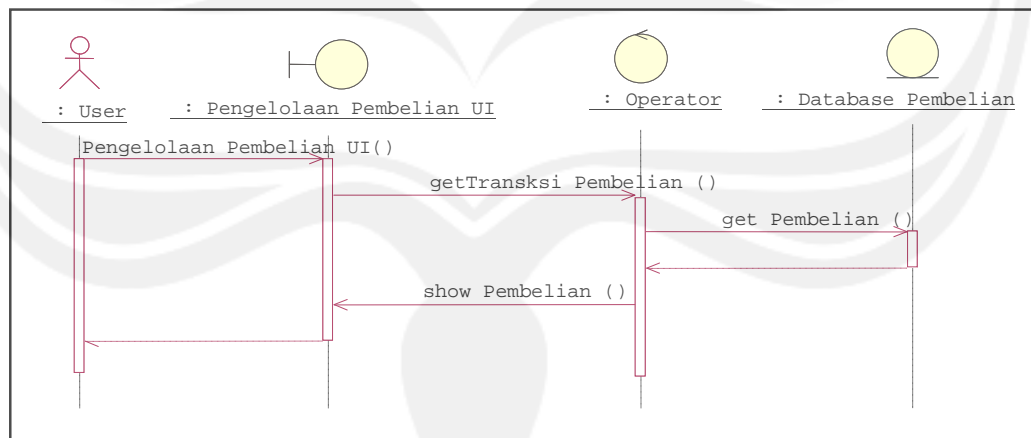 : User
: Pengelolaan Pembelian UI
: Operator
: Database Pembelian
Pengelolaan Pembelian UI()
getTransksi Pembelian ()
get Pembelian ()
show Pembelian ()